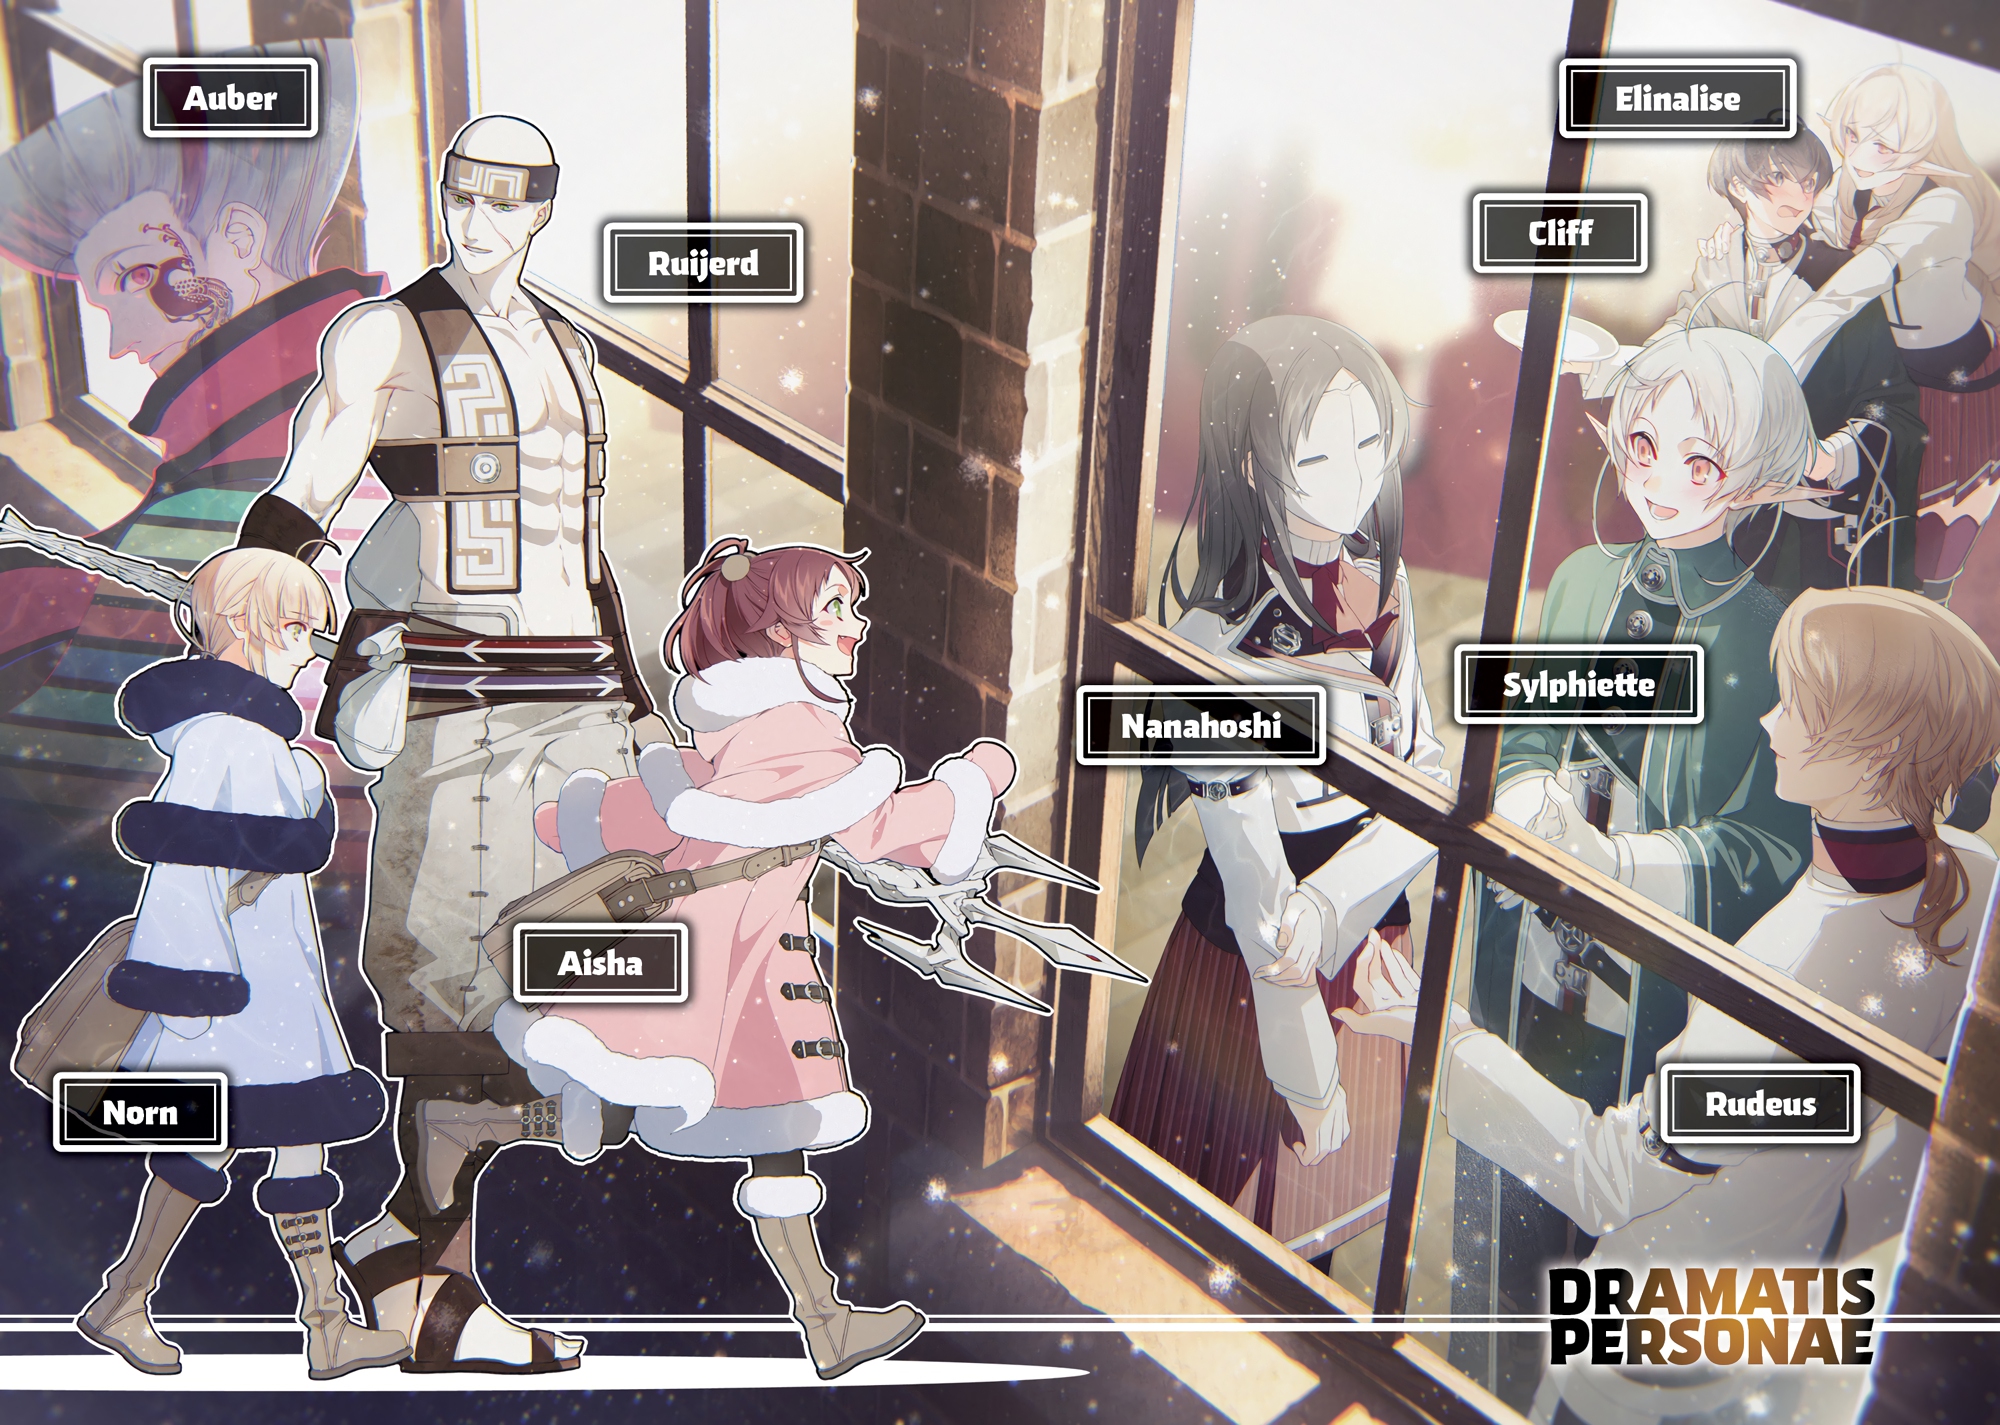 Auber
Elinalise
Ruijerd
Cliff
Sylphiette
Nanahoshi
Aisha
Norn
Rudeus
DRAMATIS
PERSONAE